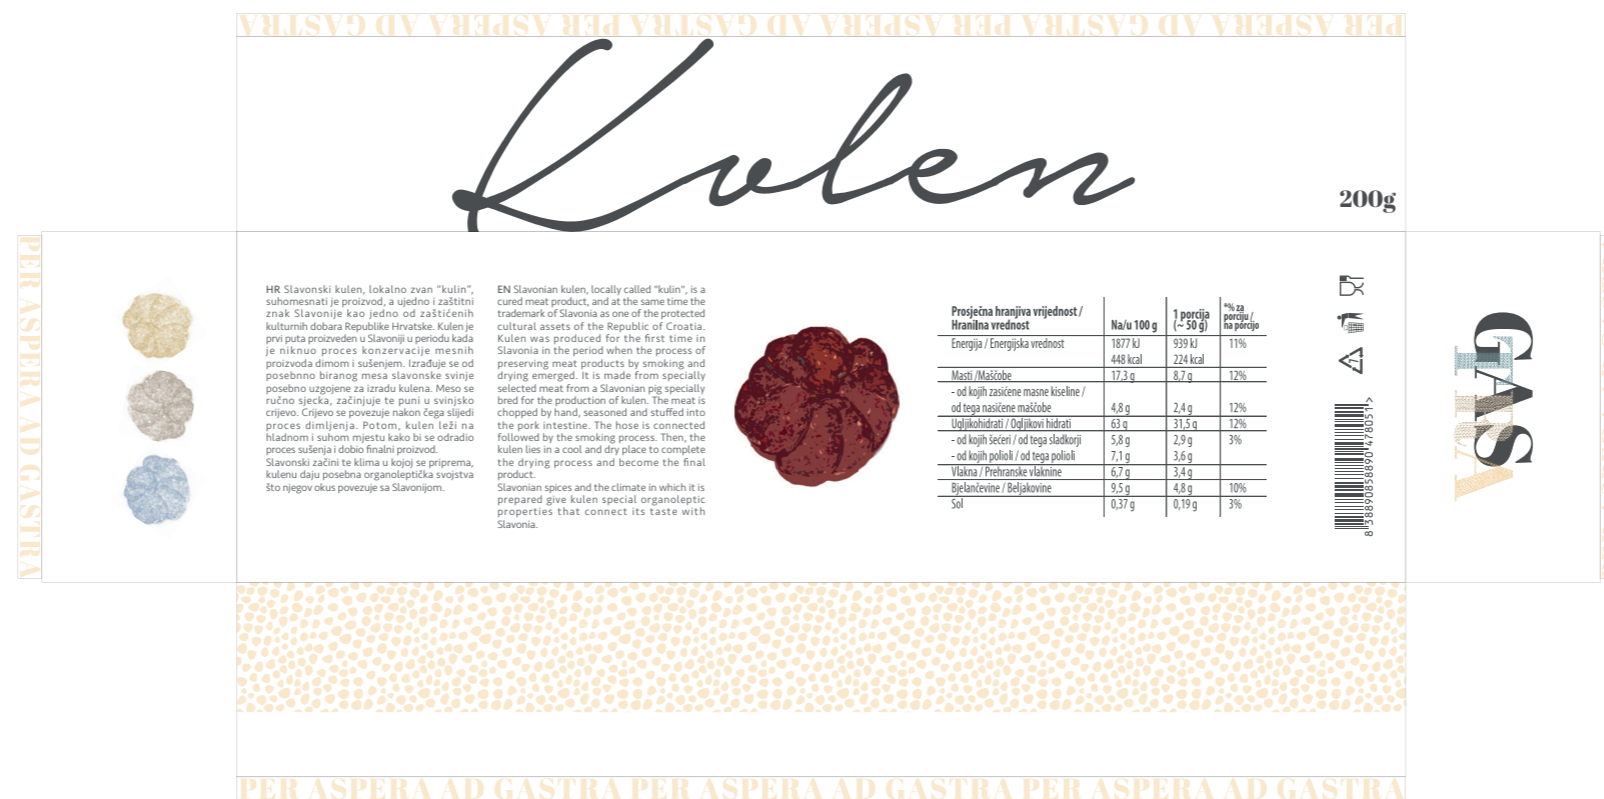 PER ASPERA AD GASTRA PER ASPERA AD GASTRA PER ASPERA AD GASTRA
Kulen
200g
PER ASPERA AD GASTRA
HR Slavonski kulen, lokalno zvan “kulin”,
suhomesnati je proizvod, a ujedno i zaštitni
znak Slavonije kao jedno od zaštićenih
kulturnih dobara Republike Hrvatske. Kulen je
prvi puta proizveden u Slavoniji u periodu kada
je niknuo proces konzervacije mesnih
proizvoda dimom i sušenjem. Izrađuje se od
posebnno biranog mesa slavonske svinje
posebno uzgojene za izradu kulena. Meso se
ručno sjecka, začinjuje te puni u svinjsko
crijevo. Crijevo se povezuje nakon čega slijedi
proces dimljenja. Potom, kulen leži na
hladnom i suhom mjestu kako bi se odradio
proces sušenja i dobio finalni proizvod.
Slavonski začini te klima u kojoj se priprema,
kulenu daju posebna organoleptička svojstva
što njegov okus povezuje sa Slavonijom.
EN Slavonian kulen, locally called "kulin", is a
cured meat product, and at the same time the
trademark of Slavonia as one of the protected
cultural assets of the Republic of Croatia.
Kulen was produced for the first time in
Slavonia in the period when the process of
preserving meat products by smoking and
drying emerged. It is made from specially
selected meat from a Slavonian pig specially
bred for the production of kulen. The meat is
chopped by hand, seasoned and stuffed into
the pork intestine. The hose is connected
followed by the smoking process. Then, the
kulen lies in a cool and dry place to complete
the drying process and become the final
product.
Slavonian spices and the climate in which it is
prepared give kulen special organoleptic
properties that connect its taste with
Slavonia.
Prosječna hranjiva vrijednost /
Hranilna vrednost
Na/u 100 g
1 porcija
(~ 50 g)
*% za
porciju /
na porcijo
Energija / Energijska vrednost 1877 kJ 939 kJ 11%
448 kcal 224 kcal
Masti /Maščobe 17,3 g 8,7 g 12%
- od kojih zasićene masne kiseline /
od tega nasičene maščobe 4,8 g 2,4 g 12%
Ugljikohidrati / Ogljikovi hidrati 63 g 31,5 g 12%
- od kojih šećeri / od tega sladkorji 5,8 g 2,9 g 3%
- od kojih polioli / od tega polioli 7,1 g 3,6 g
Vlakna / Prehranske vlaknine 6,7 g 3,4 g
Bjelančevine / Beljakovine 9,5 g 4,8 g 10%
Sol 0,37 g 0,19 g 3%
8 388908 588904 78051 >
GAS
TRA
PER ASPERA AD GASTRA PER ASPERA AD GASTRA PER ASPERA AD GASTRA